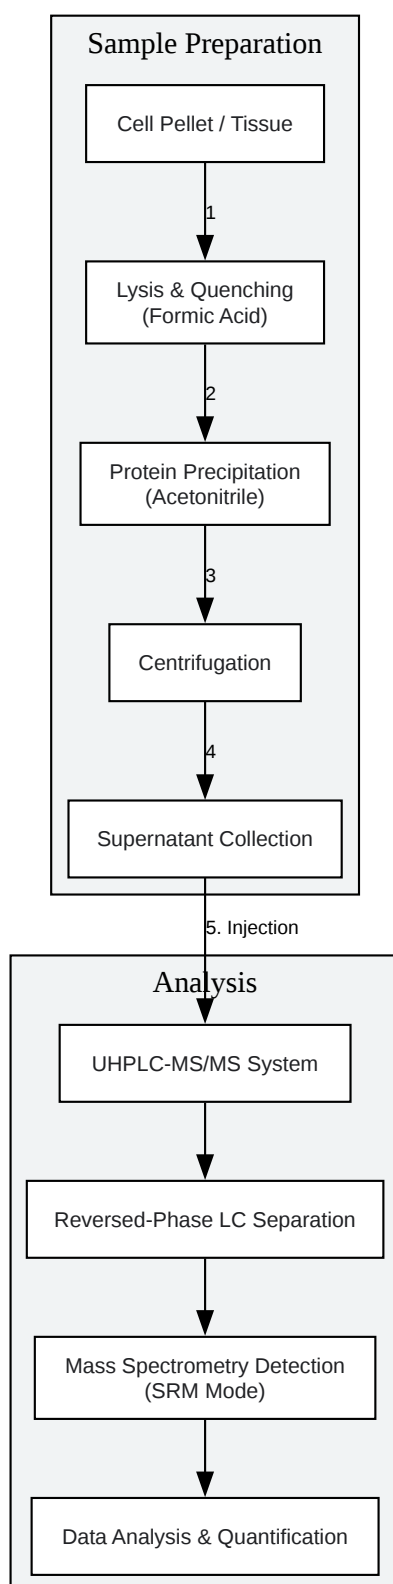 Sample Preparation
Cell Pellet / Tissue
1
Lysis & Quenching
(Formic Acid)
2
Protein Precipitation
(Acetonitrile)
3
Centrifugation
4
Supernatant Collection
5. Injection
Analysis
UHPLC-MS/MS System
Reversed-Phase LC Separation
Mass Spectrometry Detection
(SRM Mode)
Data Analysis & Quantification